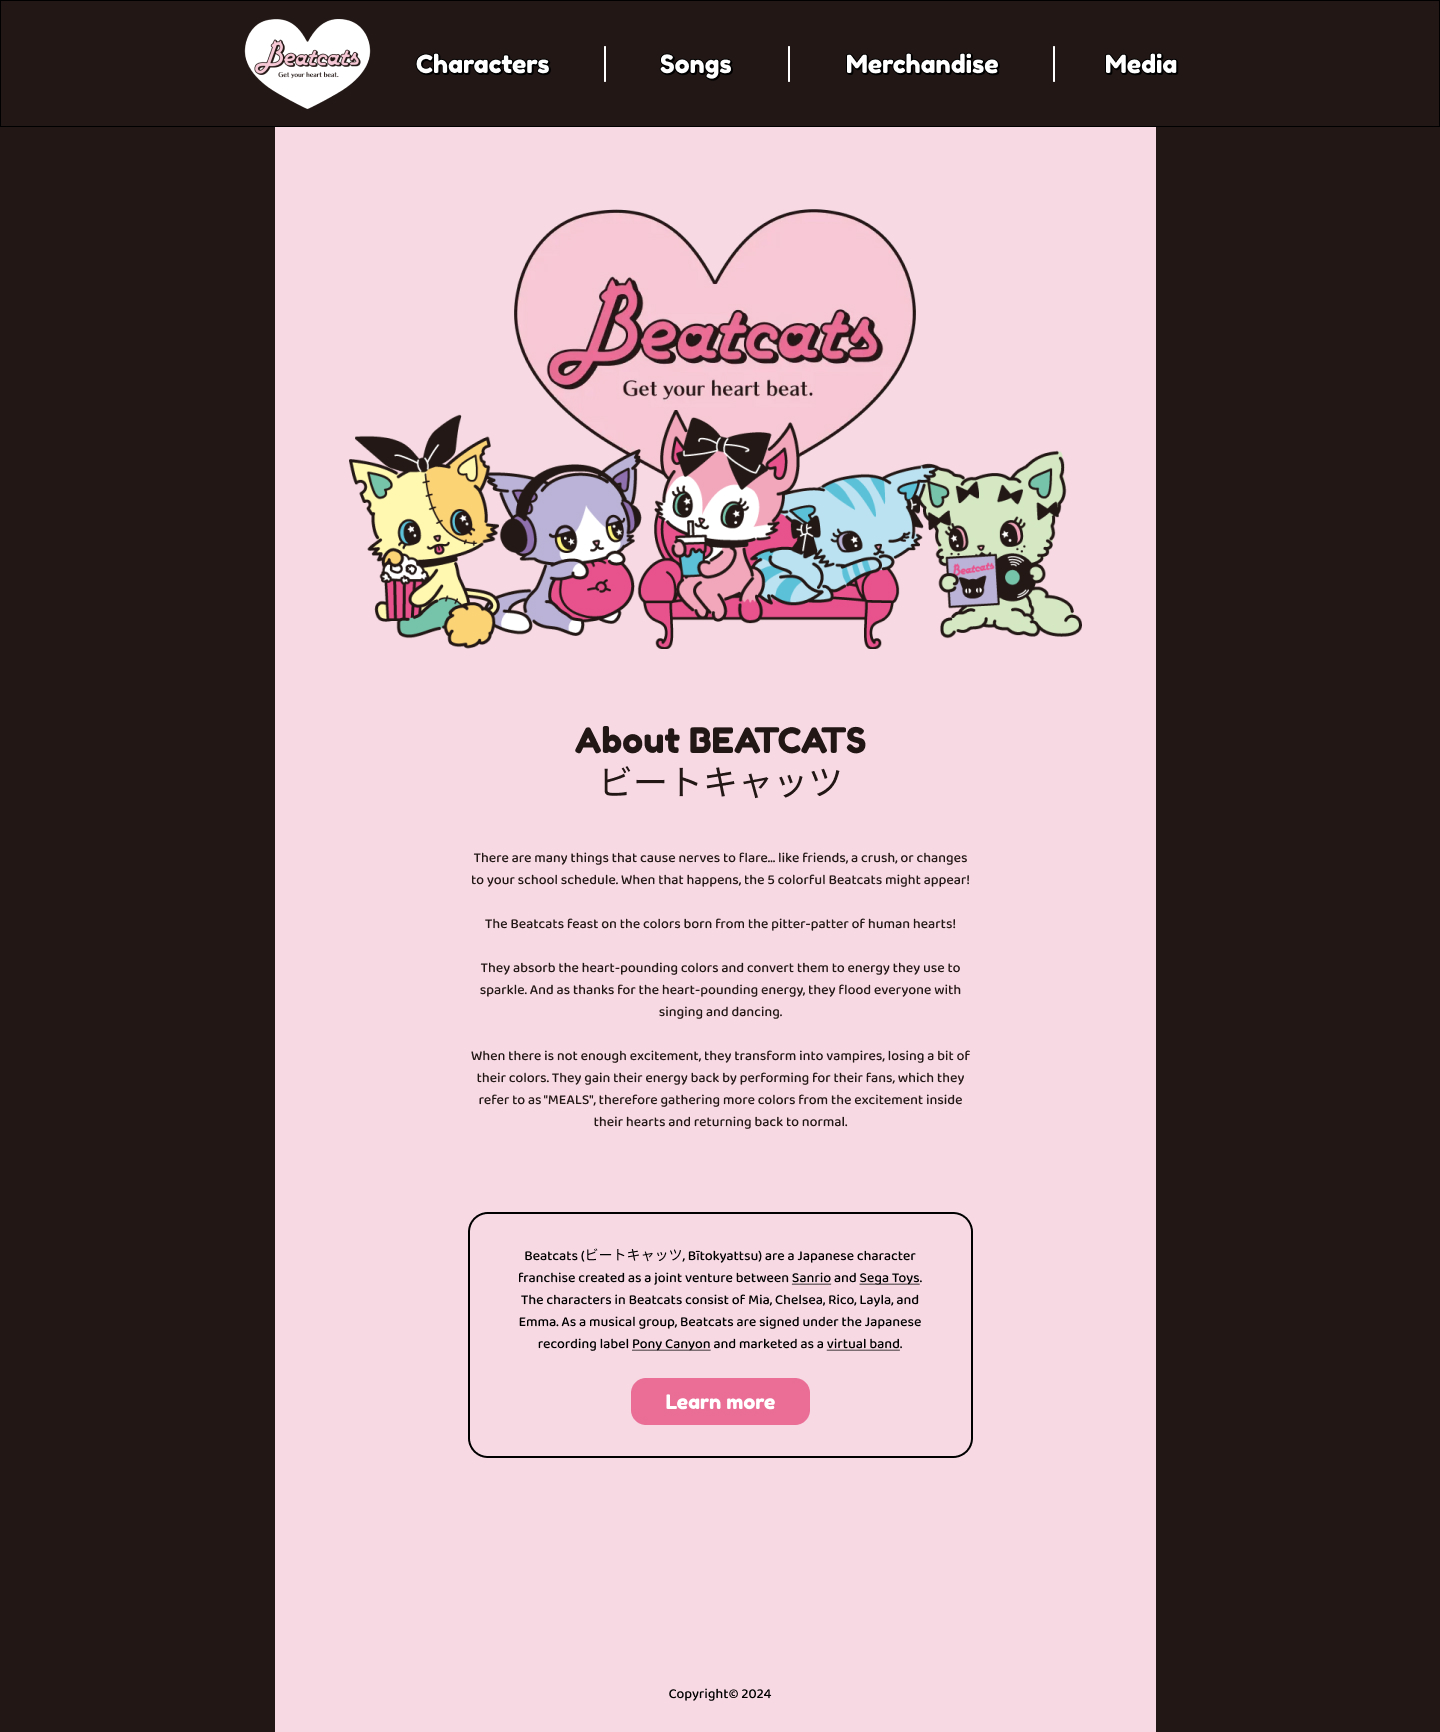 Beatcats
Get your heart beat.
Characters
Songs
Merchandise
Media
Beatcats
Get your heart beat.
Beatcats
About BEATCATS
ビートキャッツ
There are many things that cause nerves to flare... like friends, a crush, or changes
to your school schedule. When that happens, the 5 colorful Beatcats might appear!
The Beatcats feast on the colors born from the pitter-patter of human hearts!
They absorb the heart-pounding colors and convert them to energy they use to
sparkle. And as thanks for the heart-pounding energy, they flood everyone with
singing and dancing.
When there is not enough excitement, they transform into vampires, losing a bit of
their colors. They gain their energy back by performing for their fans, which they
refer to as "MEALS", therefore gathering more colors from the excitement inside
their hearts and returning back to normal.
Beatcats (ビートキャッツ, Bītokyattsu) are a Japanese character
franchise created as a joint venture between Sanrio and Sega Toys.
The characters in Beatcats consist of Mia, Chelsea, Rico, Layla, and
Emma. As a musical group, Beatcats are signed under the Japanese
recording label Pony Canyon and marketed as a virtual band.
Learn more
Copyright© 2024